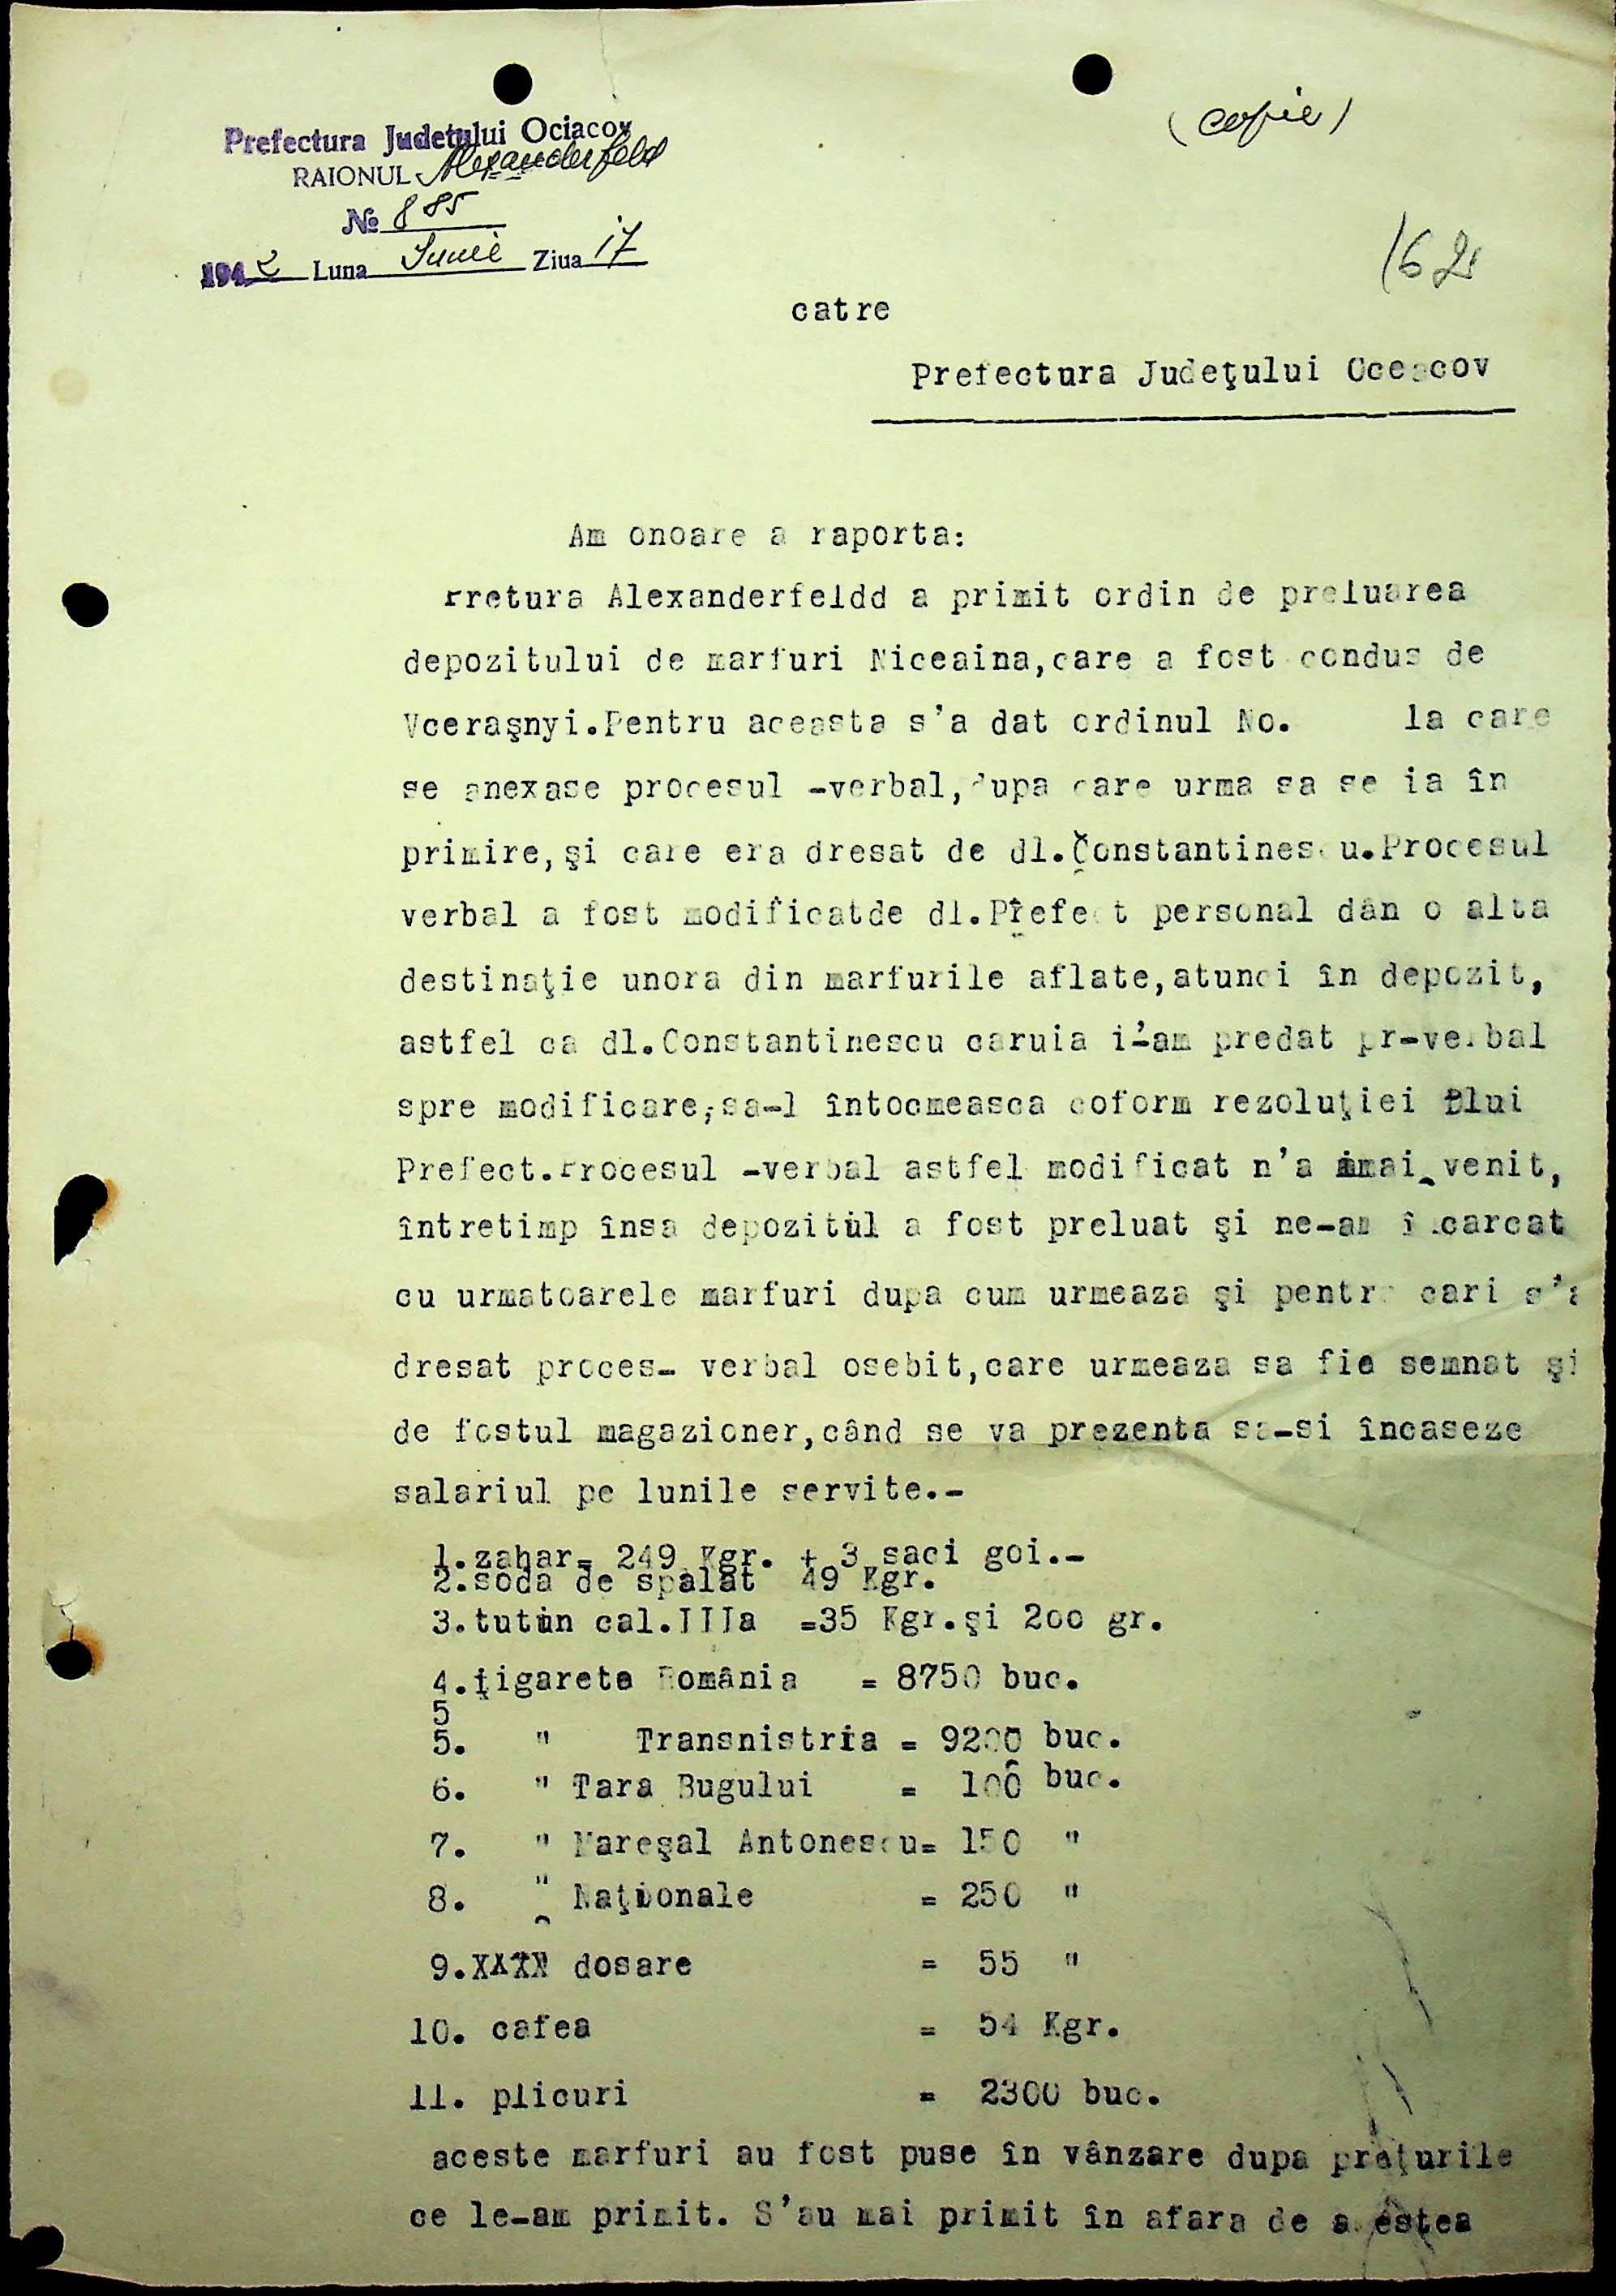 (copie)
Prefectura Judeţului Ociacov
RAIONUL Alexanderfeld
№ 885
1942 Luna Iunie Ziua 17
162
catre
Prefectura Judeţului Oceacov
Am onoare a raporta:
Pretura Alexanderfeldd a primit ordin de preluarea
depozitului de marfuri Niceaina,care a fost condus de
Vceraşnyi.Pentru aceasta s'a dat ordinul No. la care
se anexase procesul -verbal,dupa care urma sa se ia în
primire,şi care era dresat de dl.Constantinescu.Procesul
verbal a fost modificatde dl.Prefect personal dân o alta
destinaţie unora din marfurile aflate,atunci în depozit,
astfel ca dl.Constantinescu caruia i'-am predat pr-verbal
spre modificare,sa-l întocmeasca coform rezoluţiei Dlui
Prefect.Procesul -verbal astfel modificat n'a mai venit,
întretimp însa depozitul a fost preluat şi ne-am încarcat
cu urmatoarele marfuri dupa cum urmeaza şi pentru cari s'a
dresat proces- verbal osebit,care urmeaza sa fie semnat şi
de fostul magazioner,când se va prezenta sa-si încaseze
salariul pe lunile servite.-
1.zahar= 249 Kgr. + 3 saci goi.-
2.soda de spalat 49 Kgr.
3.tutun cal.IIIa =35 Kgr.şi 2oo gr.
4.ţigarete România = 8750 buc.
5
5. " Transnistria = 9200 buc.
6. " Tara Bugului = 100 buc.
7. " Mareşal Antonescu= 150 "
8. " Naţionale = 250 "
9.XXXX dosare = 55 "
10. cafea = 54 Kgr.
11. plicuri = 2300 buc.
aceste marfuri au fost puse în vânzare dupa preţurile
ce le-am primit. S'au mai primit în afara de acestea